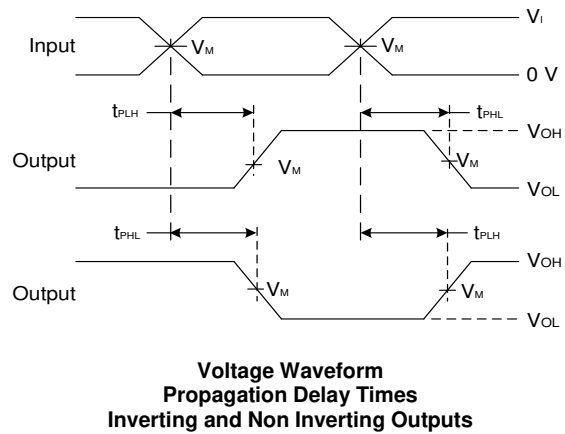 VI
Input VM VM
0 V
tPLH tPHL
VOH
Output VM VM
VOL
tPHL tPLH
VOH
Output VM VM
VOL
Voltage Waveform
Propagation Delay Times
Inverting and Non Inverting Outputs